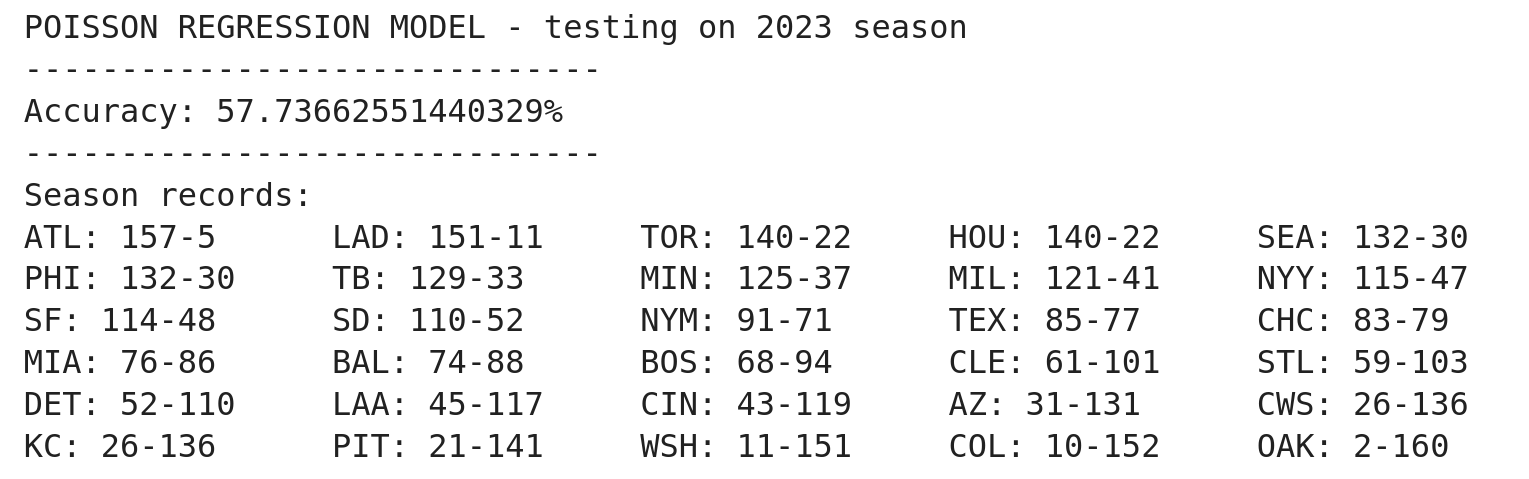 POISSON REGRESSION MODEL - testing on 2023 season
------------------------------
Accuracy: 57.73662551440329%
------------------------------
Season records:
ATL: 157-5      LAD: 151-11     TOR: 140-22     HOU: 140-22     SEA: 132-30
PHI: 132-30     TB: 129-33      MIN: 125-37     MIL: 121-41     NYY: 115-47
SF: 114-48      SD: 110-52      NYM: 91-71      TEX: 85-77      CHC: 83-79
MIA: 76-86      BAL: 74-88      BOS: 68-94      CLE: 61-101     STL: 59-103
DET: 52-110     LAA: 45-117     CIN: 43-119     AZ: 31-131      CWS: 26-136
KC: 26-136      PIT: 21-141     WSH: 11-151     COL: 10-152     OAK: 2-160